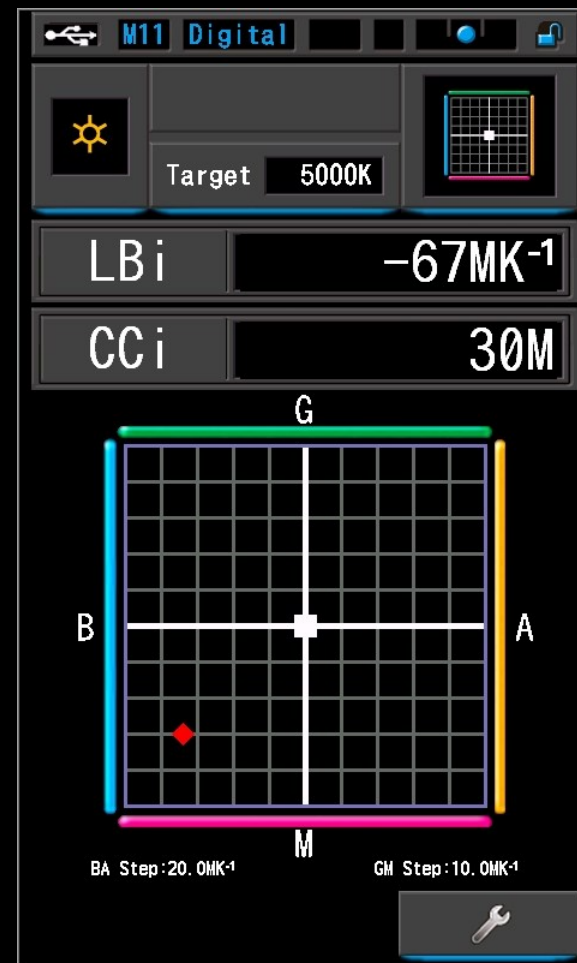 M11 Digital
Target 5000K
LBi -67MK⁻¹
CCi 30M
G
B A
M
BA Step:20.0MK⁻¹ GM Step:10.0MK⁻¹